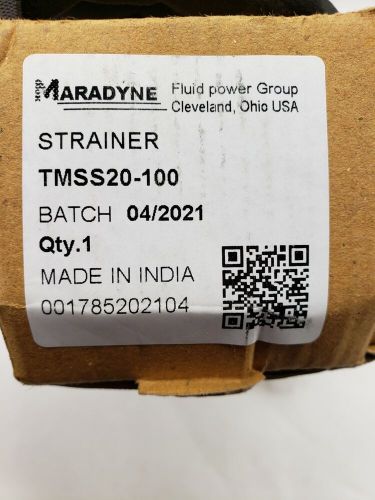 MARADYNE
Fluid power Group
Cleveland, Ohio USA
STRAINER
TMSS20-100
BATCH 04/2021
Qty.1
MADE IN INDIA
001785202104